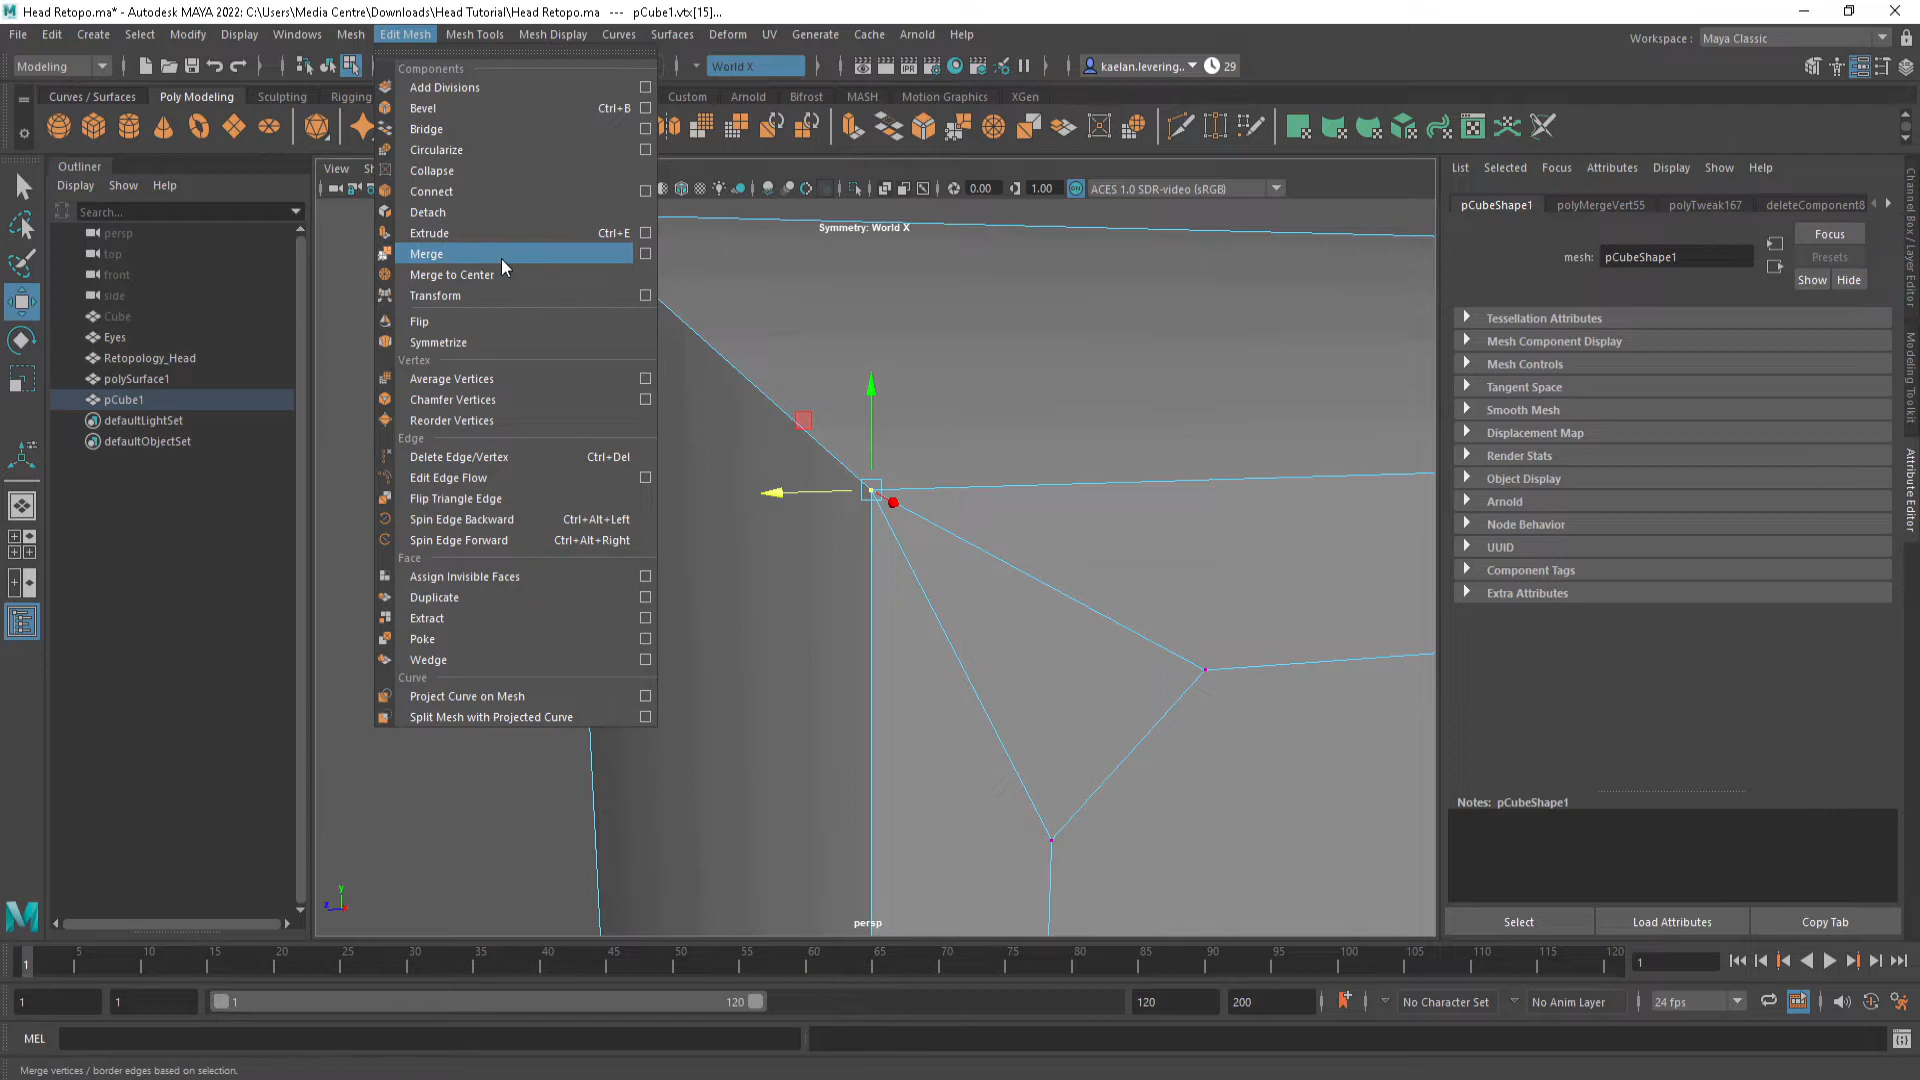 Head Retopo.ma* - Autodesk MAYA 2022: C:\Users\Media Centre\Downloads\Head Tutorial\Head Retopo.ma --- pCube1.vtx[15]...
File Edit Create Select Modify Display Windows Mesh Edit Mesh Mesh Tools Mesh Display Curves Surfaces Deform UV Generate Cache Arnold Help
Workspace : Maya Classic
Modeling World X kaelan.levering.. 29
Curves / Surfaces Poly Modeling Sculpting Rigging Custom Arnold Bifrost MASH Motion Graphics XGen
Outliner
Display Show Help
Search...
persp
top
front
side
Cube
Eyes
Retopology_Head
polySurface1
pCube1
defaultLightSet
defaultObjectSet
Components
Add Divisions
Bevel Ctrl+B
Bridge
Circularize
Collapse
Connect
Detach
Extrude Ctrl+E
Merge
Merge to Center
Transform
Flip
Symmetrize
Vertex
Average Vertices
Chamfer Vertices
Reorder Vertices
Edge
Delete Edge/Vertex Ctrl+Del
Edit Edge Flow
Flip Triangle Edge
Spin Edge Backward Ctrl+Alt+Left
Spin Edge Forward Ctrl+Alt+Right
Face
Assign Invisible Faces
Duplicate
Extract
Poke
Wedge
Curve
Project Curve on Mesh
Split Mesh with Projected Curve
View
0.00 1.00 ACES 1.0 SDR-video (sRGB)
Symmetry: World X
y
z
persp
List Selected Focus Attributes Display Show Help
pCubeShape1 polyMergeVert55 polyTweak167 deleteComponent8
Focus
mesh: pCubeShape1 Presets
Show Hide
Tessellation Attributes
Mesh Component Display
Mesh Controls
Tangent Space
Smooth Mesh
Displacement Map
Render Stats
Object Display
Arnold
Node Behavior
UUID
Component Tags
Extra Attributes
Notes: pCubeShape1
Select Load Attributes Copy Tab
Channel Box / Layer Editor
Modeling Toolkit
Attribute Editor
1 5 10 15 20 25 30 35 40 45 50 55 60 65 70 75 80 85 90 95 100 105 110 115 120 1
1 1 1 120 120 200 No Character Set No Anim Layer 24 fps
MEL
Merge vertices / border edges based on selection.